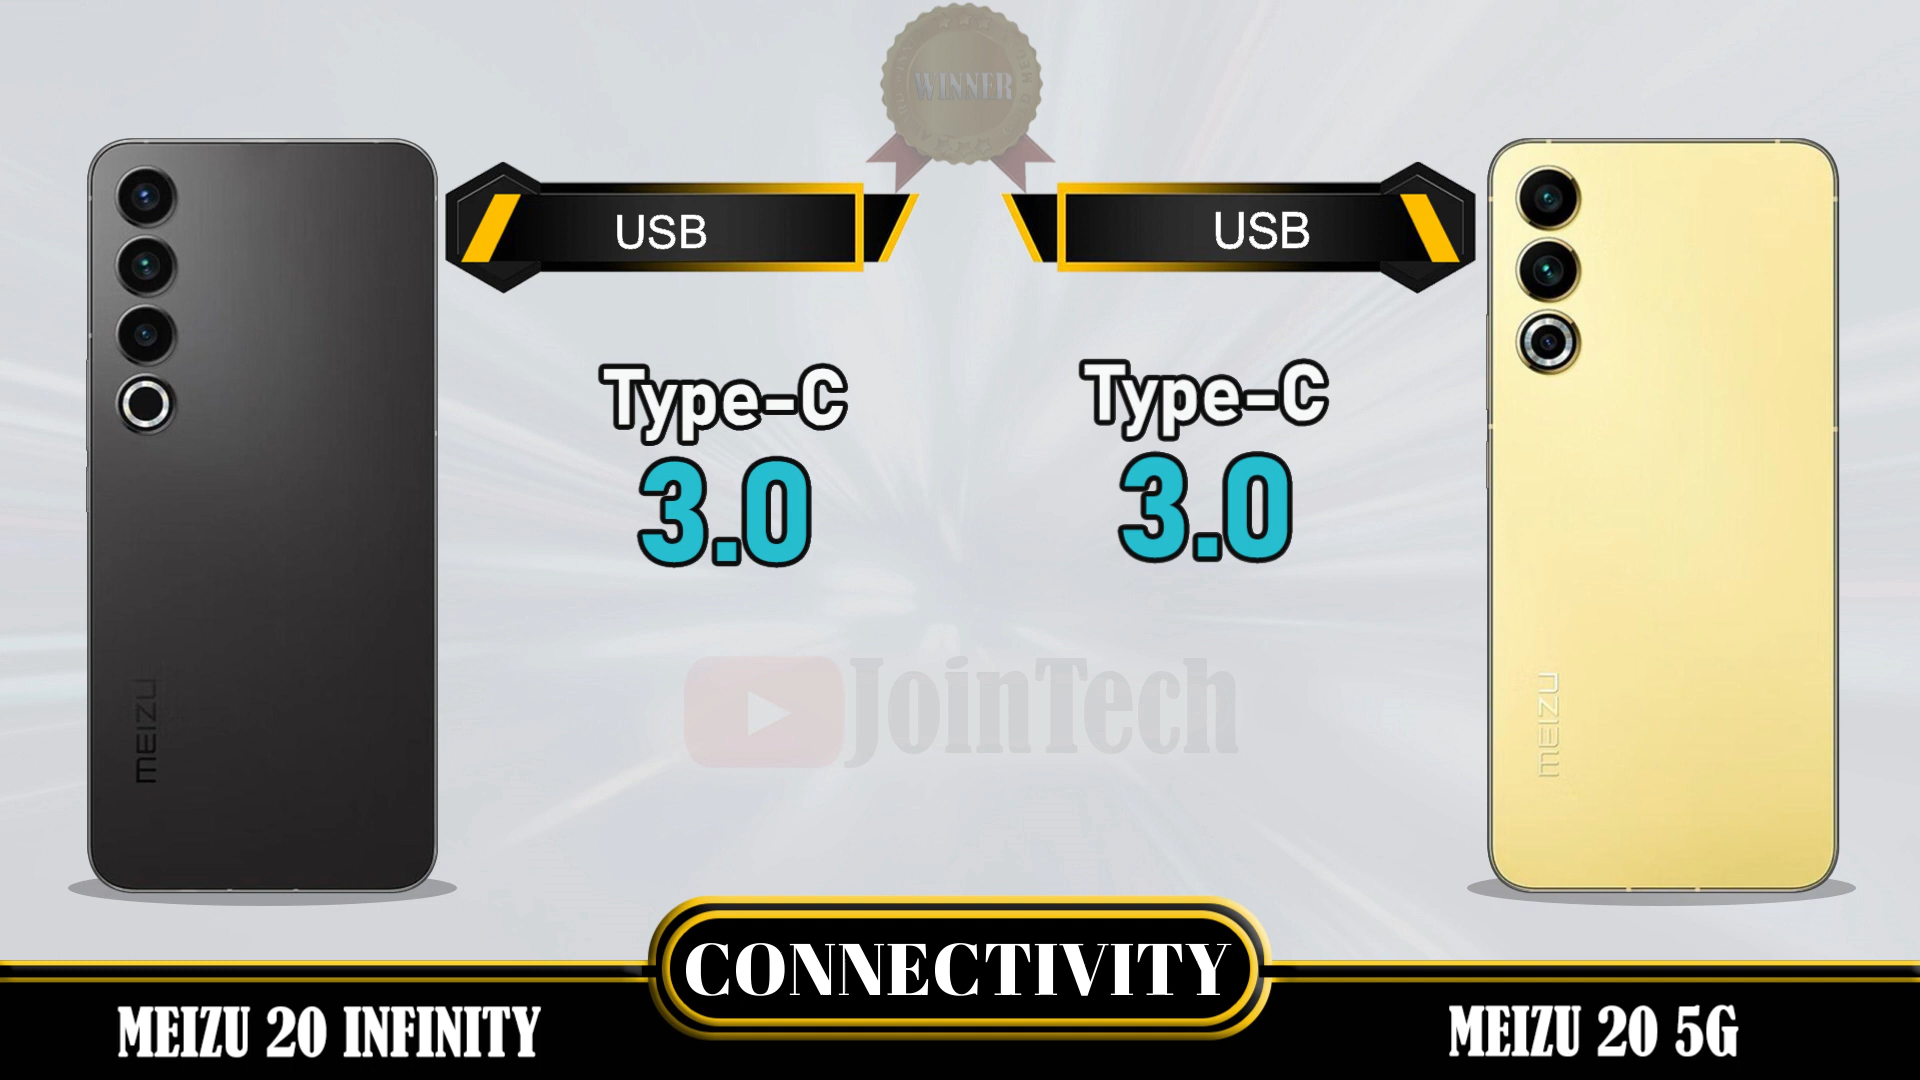 WINNER
USB
USB
Type-C
3.0
Type-C
3.0
MEIZU
MEIZU
JoinTech
CONNECTIVITY
MEIZU 20 INFINITY
MEIZU 20 5G